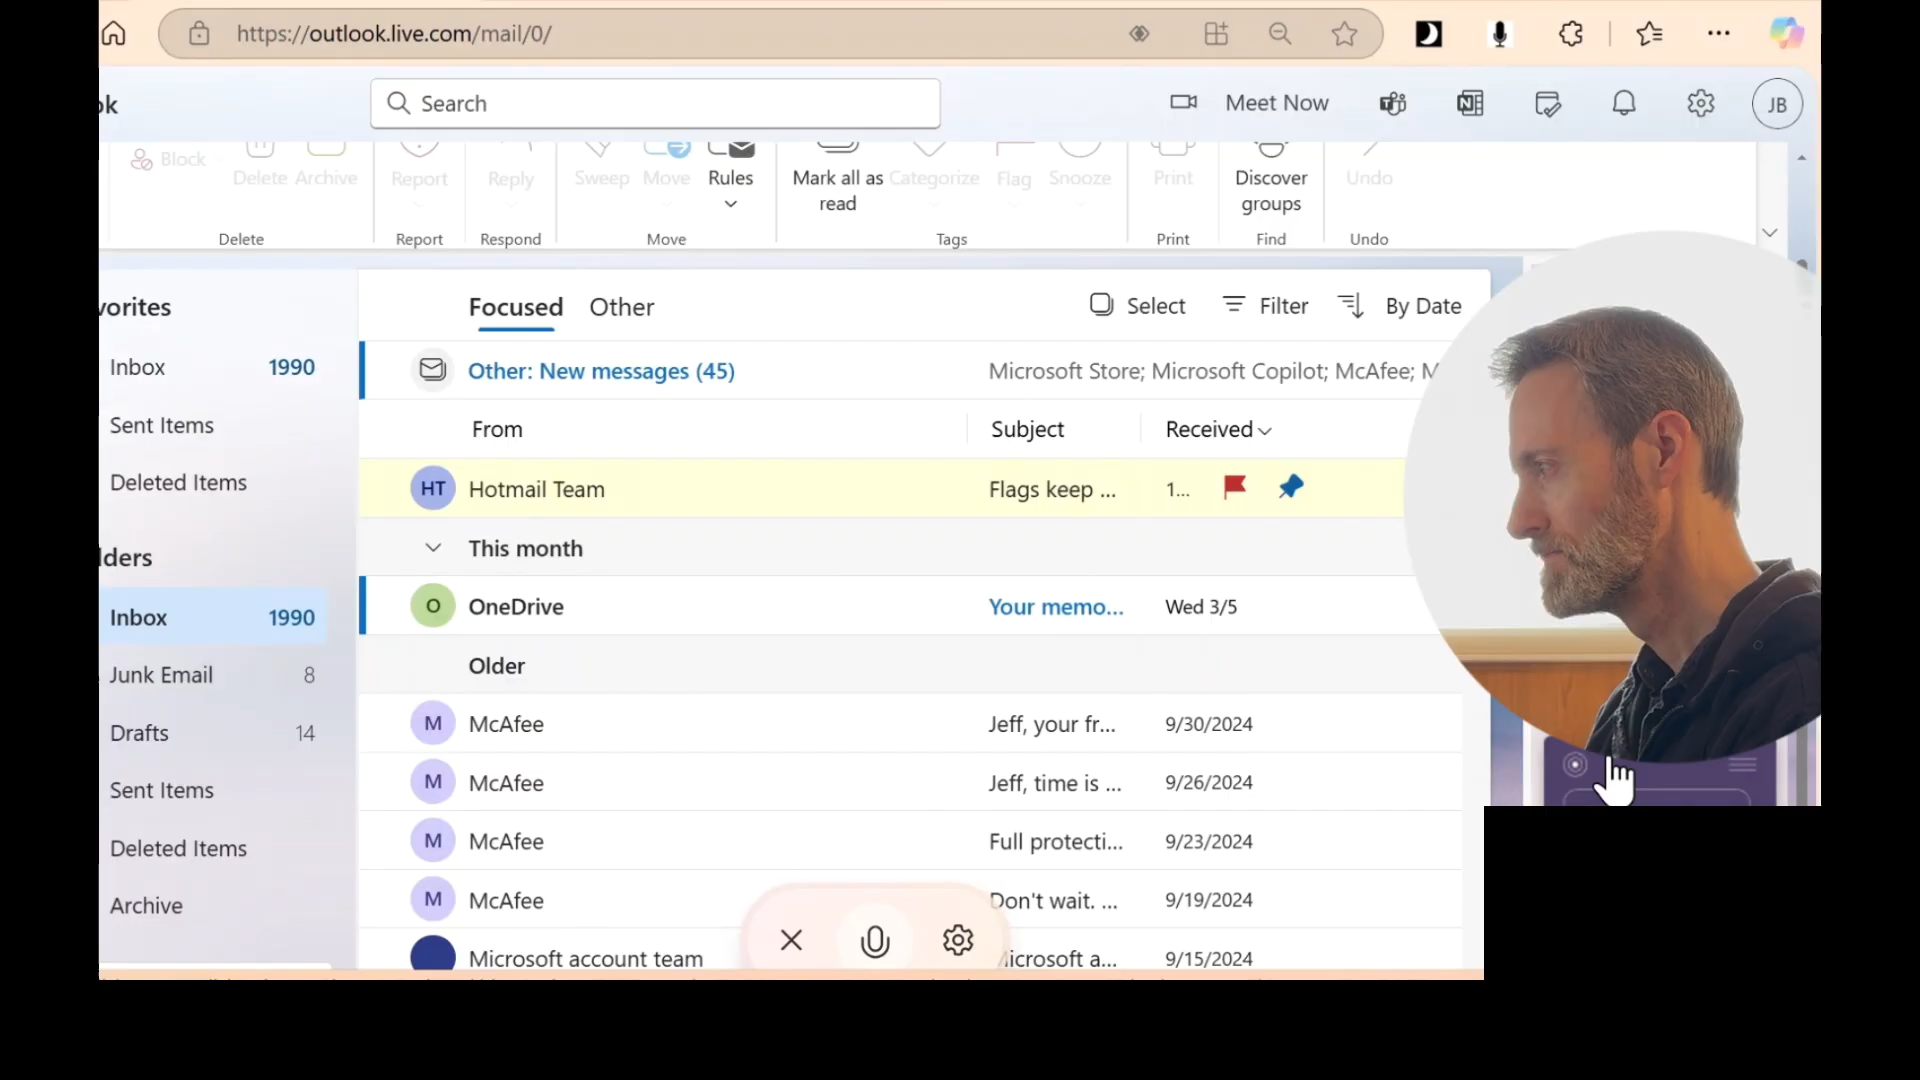 https://outlook.live.com/mail/0/
ok
Search
Meet Now
JB
Block
Delete
Archive
Report
Reply
Sweep
Move
Rules
Mark all as read
Categorize
Flag
Snooze
Print
Discover groups
Undo
Delete
Report
Respond
Move
Tags
Print
Find
Undo
vorites
Inbox 1990
Sent Items
Deleted Items
lders
Inbox 1990
Junk Email 8
Drafts 14
Sent Items
Deleted Items
Archive
Focused Other Select Filter By Date
Other: New messages (45) Microsoft Store; Microsoft Copilot; McAfee; M
From Subject Received
HT Hotmail Team Flags keep ... 1...
This month
O OneDrive Your memo... Wed 3/5
Older
M McAfee Jeff, your fr... 9/30/2024
M McAfee Jeff, time is ... 9/26/2024
M McAfee Full protecti... 9/23/2024
M McAfee Don't wait. ... 9/19/2024
Microsoft account team Microsoft a... 9/15/2024